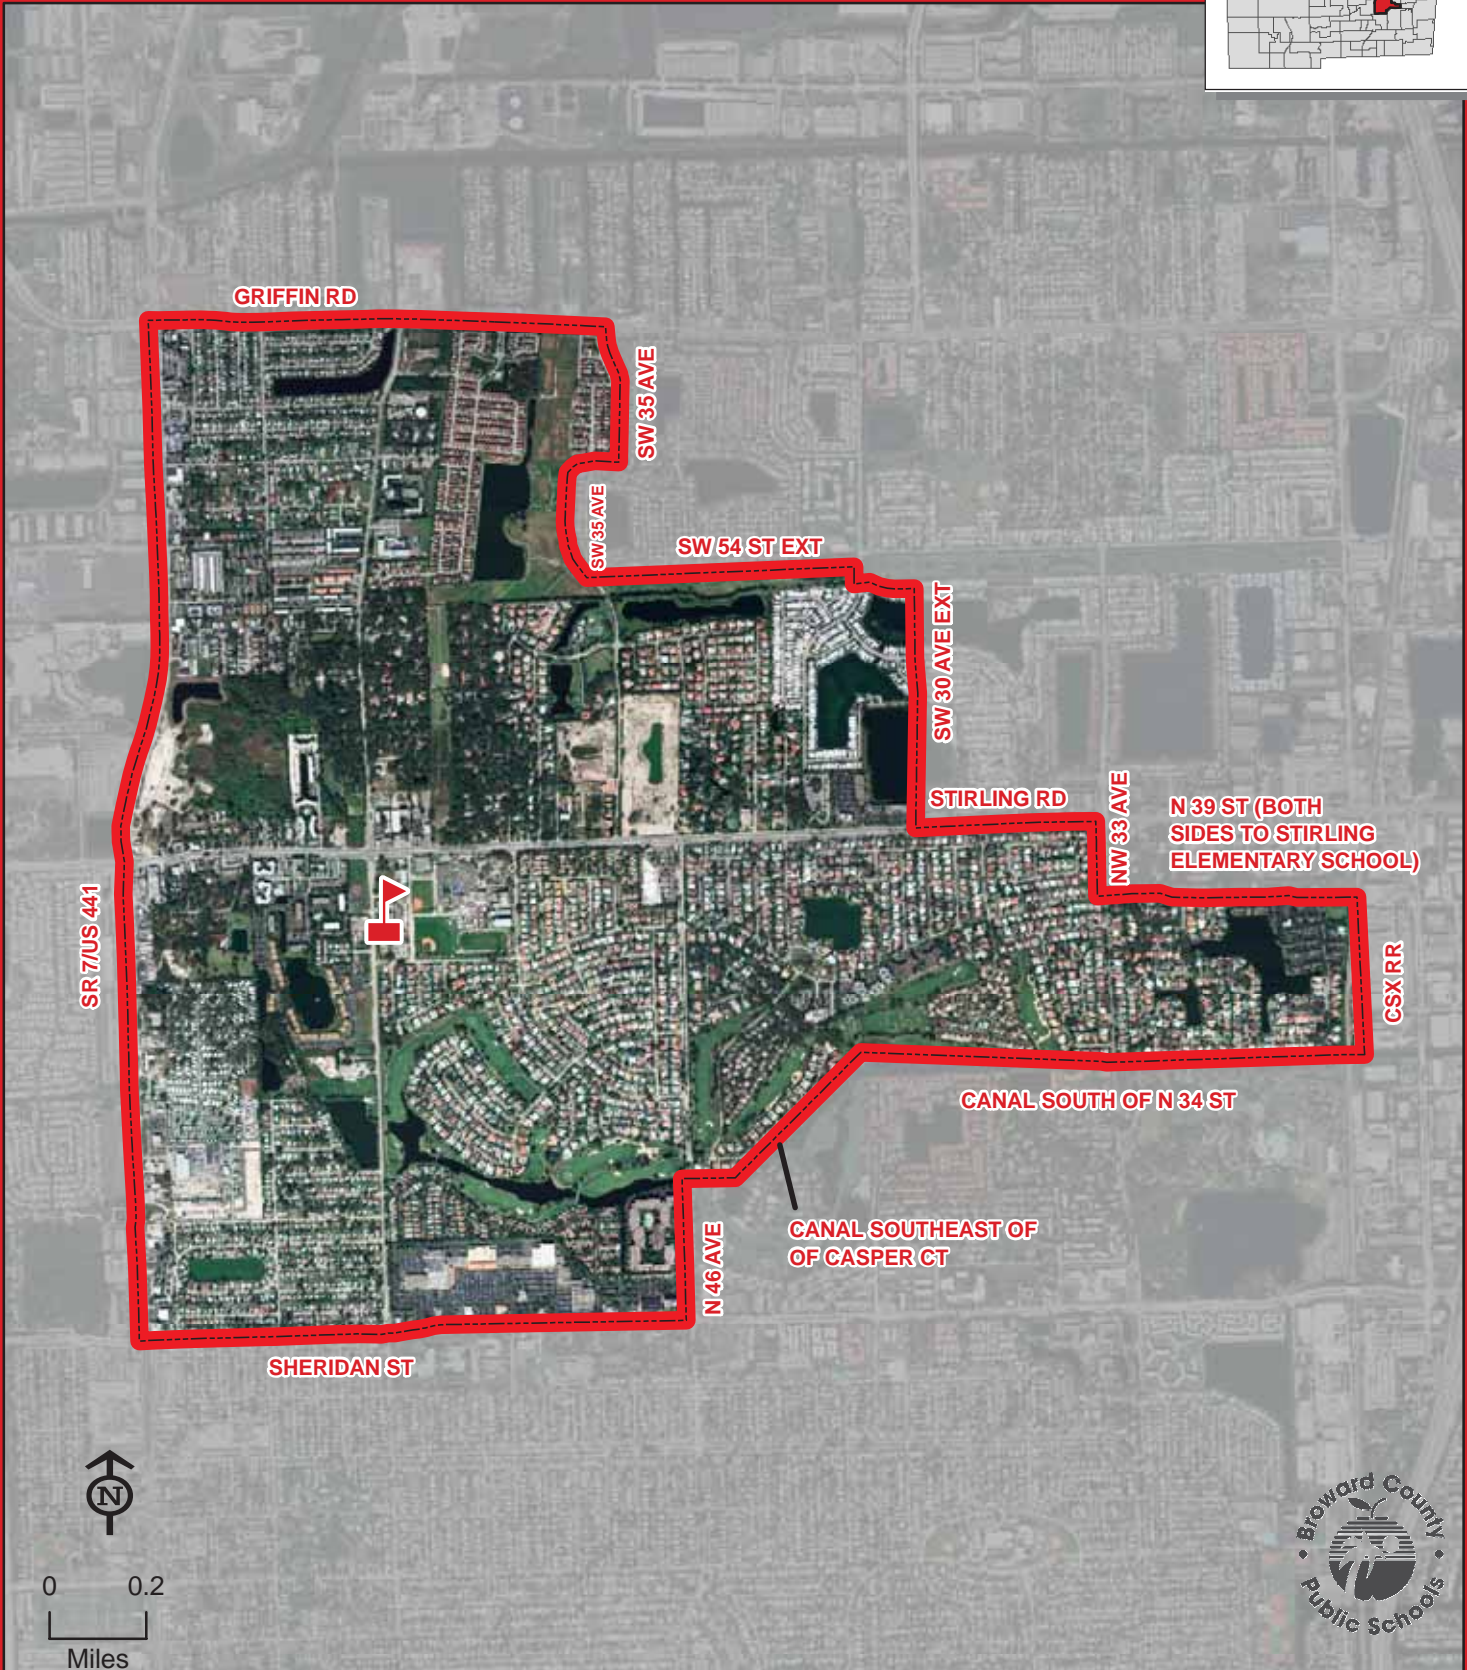 GRIFFIN RD
SW 35 AVE
SW 35 AVE
SW 54 ST EXT
SW 30 AVE EXT
STIRLING RD
NW 33 AVE
N 39 ST (BOTH
SIDES TO STIRLING
ELEMENTARY SCHOOL)
SR 7/US 441
CSX RR
CANAL SOUTH OF N 34 ST
CANAL SOUTHEAST OF
OF CASPER CT
N 46 AVE
SHERIDAN ST
N
0 0.2
Miles
Broward County
Public Schools